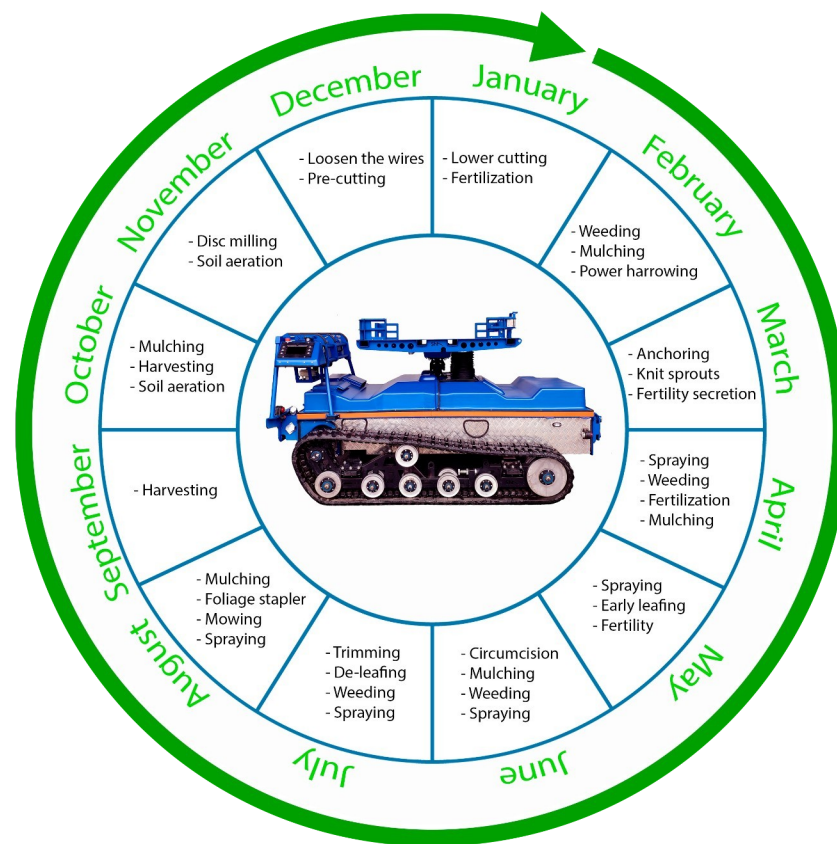 January
- Lower cutting
- Fertilization
February
- Weeding
- Mulching
- Power harrowing
March
- Anchoring
- Knit sprouts
- Fertility secretion
April
- Spraying
- Weeding
- Fertilization
- Mulching
May
- Spraying
- Early leafing
- Fertility
June
- Circumcision
- Mulching
- Weeding
- Spraying
July
- Trimming
- De-leafing
- Weeding
- Spraying
August
- Mulching
- Foliage stapler
- Mowing
- Spraying
September
- Harvesting
October
- Mulching
- Harvesting
- Soil aeration
November
- Disc milling
- Soil aeration
December
- Loosen the wires
- Pre-cutting